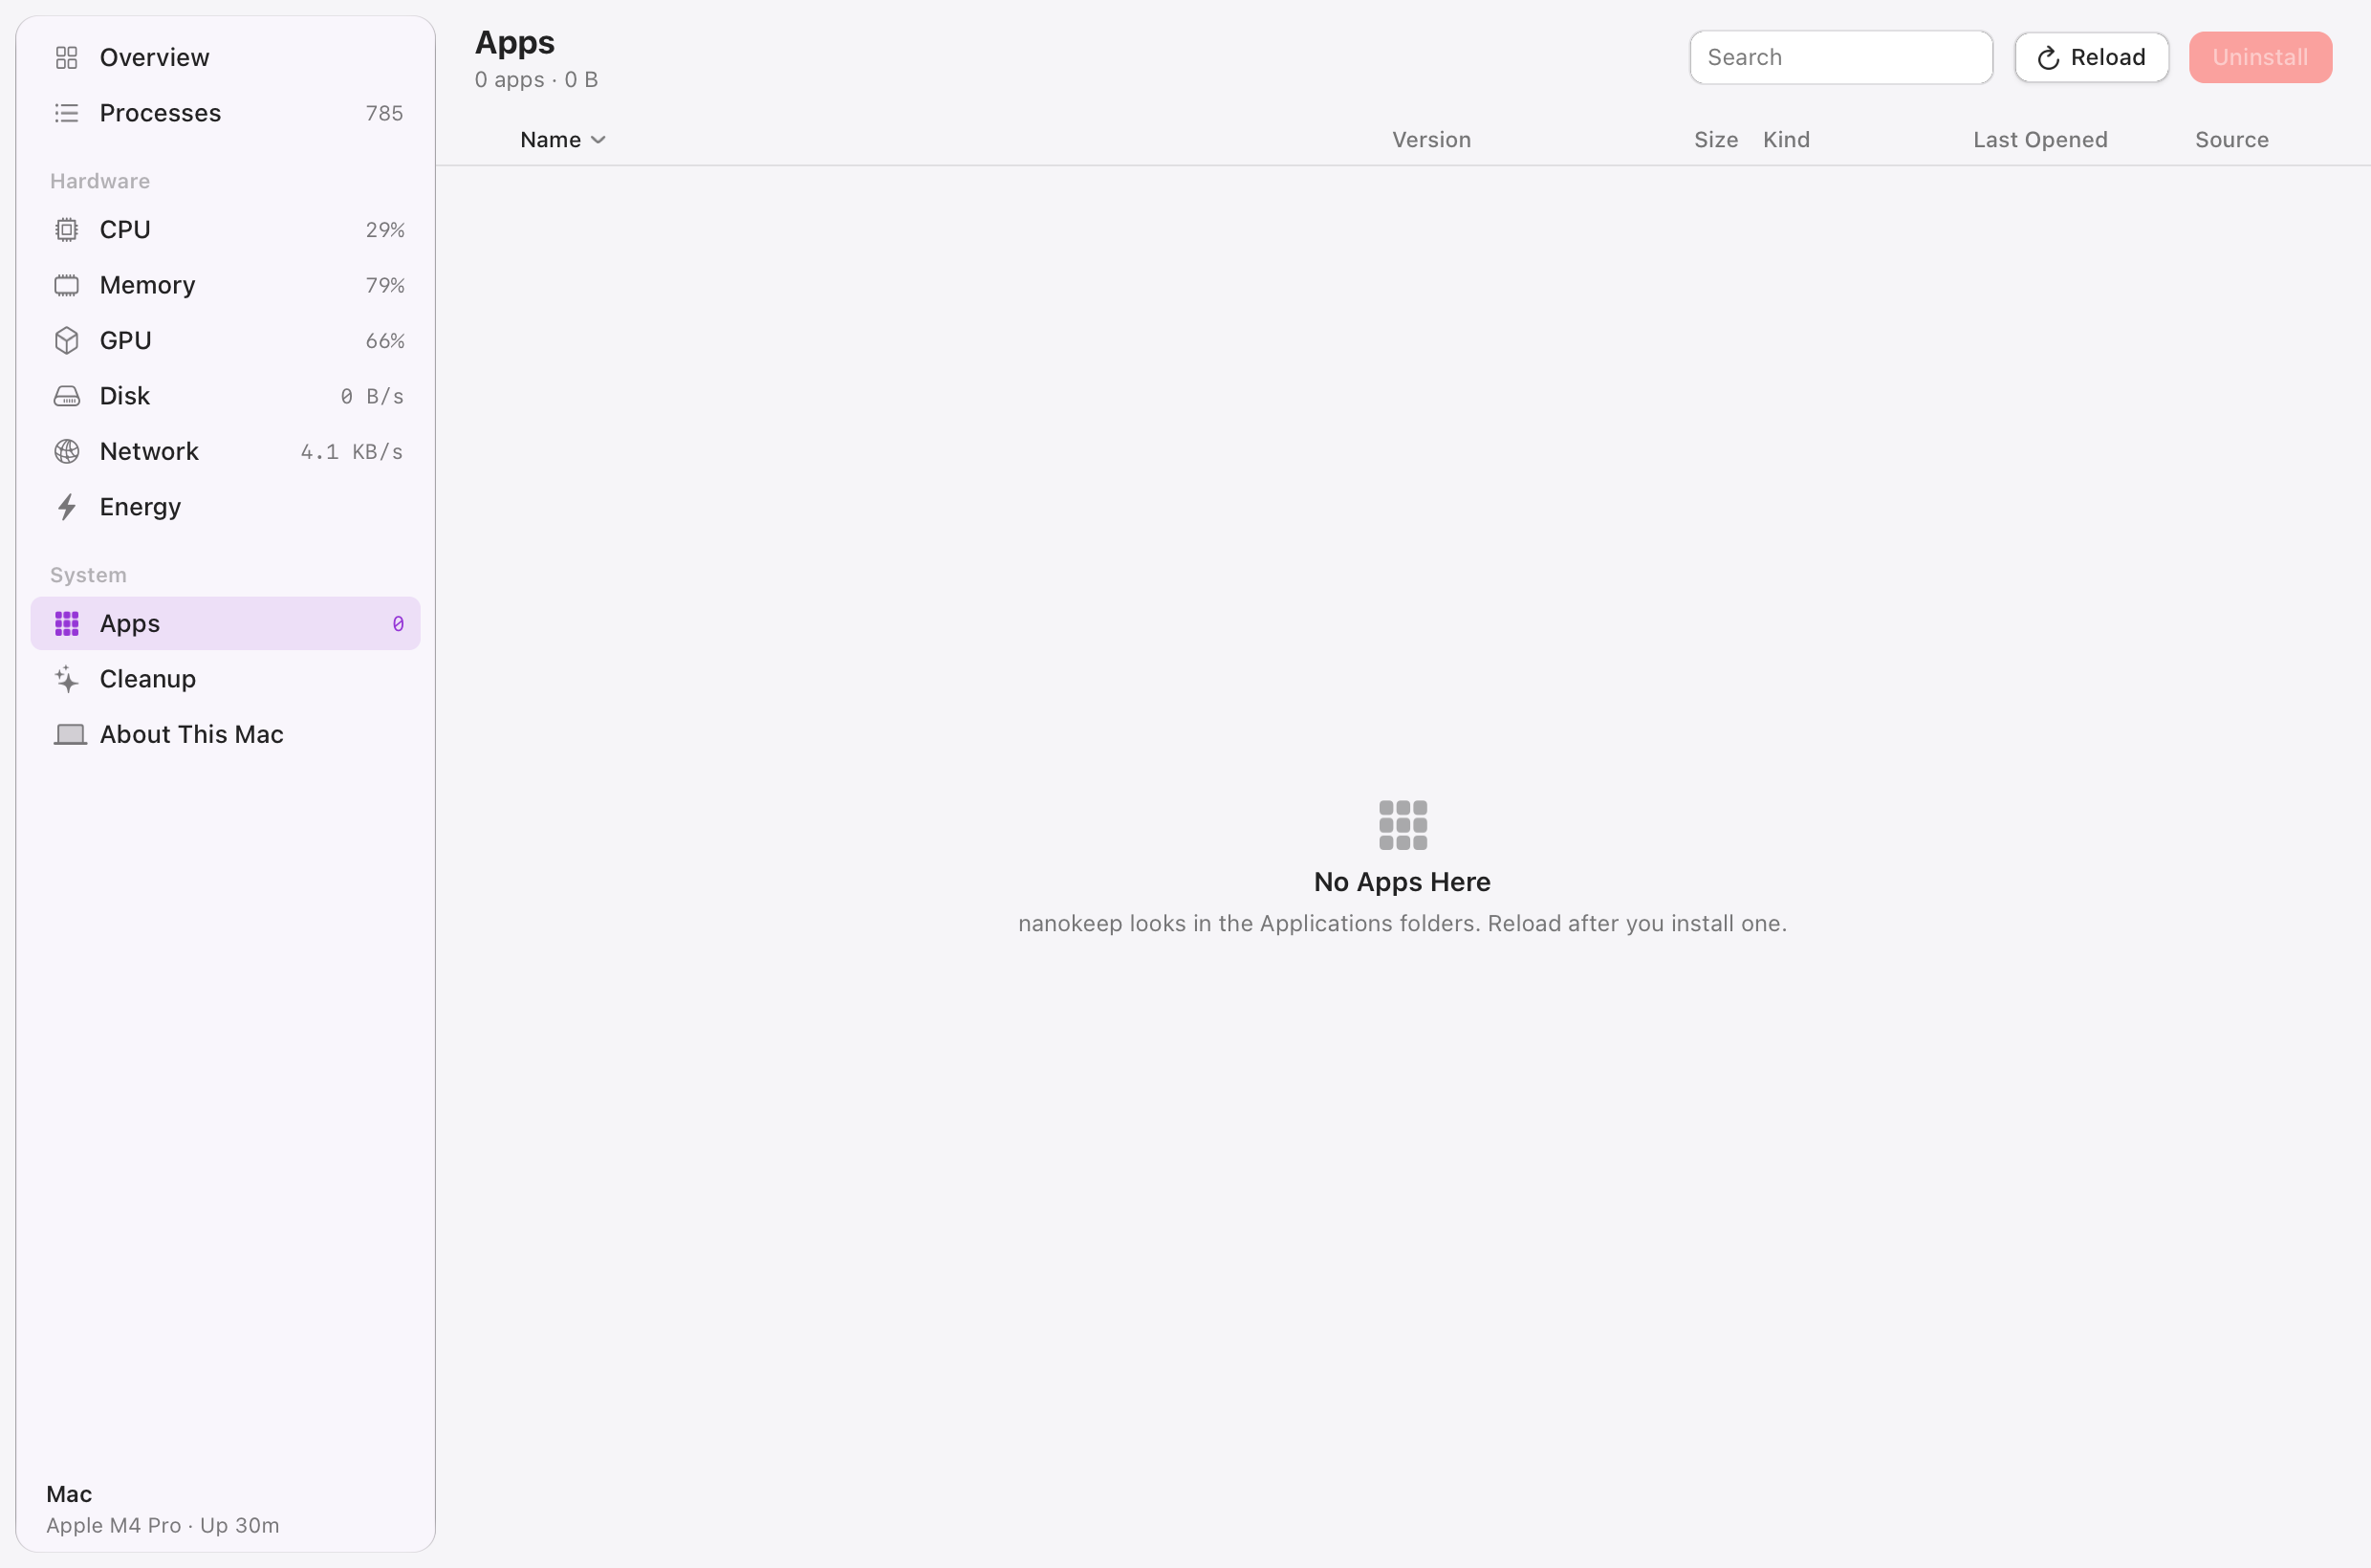 Overview
Processes 785
Hardware
CPU 29%
Memory 79%
GPU 66%
Disk 0 B/s
Network 4.1 KB/s
Energy
System
Apps 0
Cleanup
About This Mac
Mac
Apple M4 Pro · Up 30m
Apps
0 apps · 0 B
Search
Reload
Uninstall
Name Version Size Kind Last Opened Source
No Apps Here
nanokeep looks in the Applications folders. Reload after you install one.